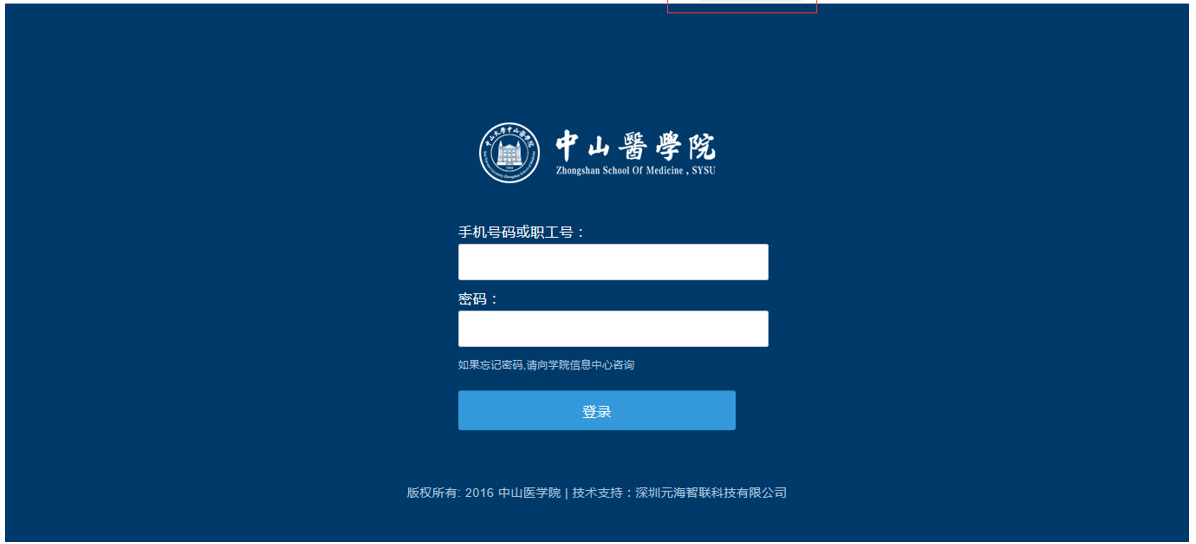 中山醫學院
Zhongshan School Of Medicine , SYSU
手机号码或职工号：
密码：
如果忘记密码,请向学院信息中心咨询
登录
版权所有: 2016 中山医学院 | 技术支持：深圳元海智联科技有限公司